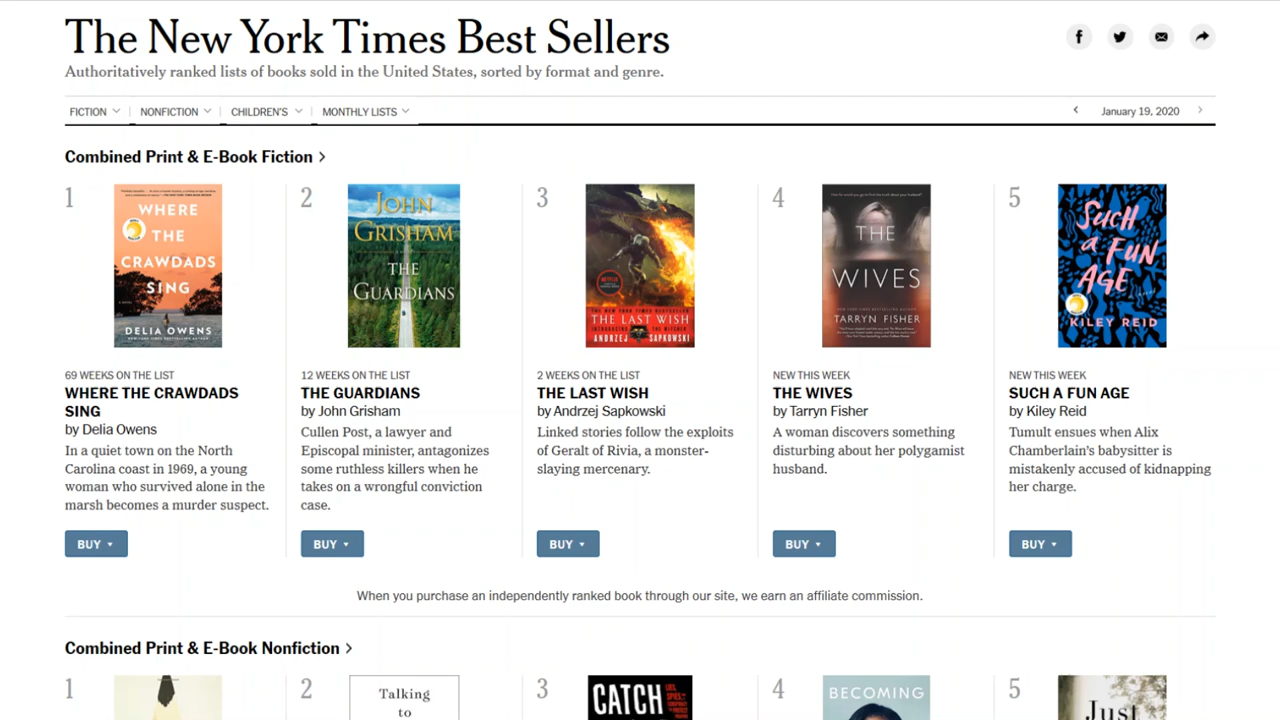 The New York Times Best Sellers
Authoritatively ranked lists of books sold in the United States, sorted by format and genre.
FICTION NONFICTION CHILDREN'S MONTHLY LISTS January 19, 2020
Combined Print & E-Book Fiction
1
WHERE
THE
CRAWDADS
SING
DELIA OWENS
69 WEEKS ON THE LIST
WHERE THE CRAWDADS
SING
by Delia Owens
In a quiet town on the North
Carolina coast in 1969, a young
woman who survived alone in the
marsh becomes a murder suspect.
BUY
2
JOHN
GRISHAM
THE
GUARDIANS
12 WEEKS ON THE LIST
THE GUARDIANS
by John Grisham
Cullen Post, a lawyer and
Episcopal minister, antagonizes
some ruthless killers when he
takes on a wrongful conviction
case.
BUY
3
NETFLIX
THE LAST WISH
INTRODUCING THE WITCHER
ANDRZEJ SAPKOWSKI
2 WEEKS ON THE LIST
THE LAST WISH
by Andrzej Sapkowski
Linked stories follow the exploits
of Geralt of Rivia, a monster-
slaying mercenary.
BUY
4
THE
WIVES
TARRYN FISHER
NEW THIS WEEK
THE WIVES
by Tarryn Fisher
A woman discovers something
disturbing about her polygamist
husband.
BUY
5
SUCH
a FUN
AGE
KILEY REID
NEW THIS WEEK
SUCH A FUN AGE
by Kiley Reid
Tumult ensues when Alix
Chamberlain's babysitter is
mistakenly accused of kidnapping
her charge.
BUY
When you purchase an independently ranked book through our site, we earn an affiliate commission.
Combined Print & E-Book Nonfiction
1
2
Talking
to
3
CATCH
LIES,
SPIES,
4
BECOMING
5
Just